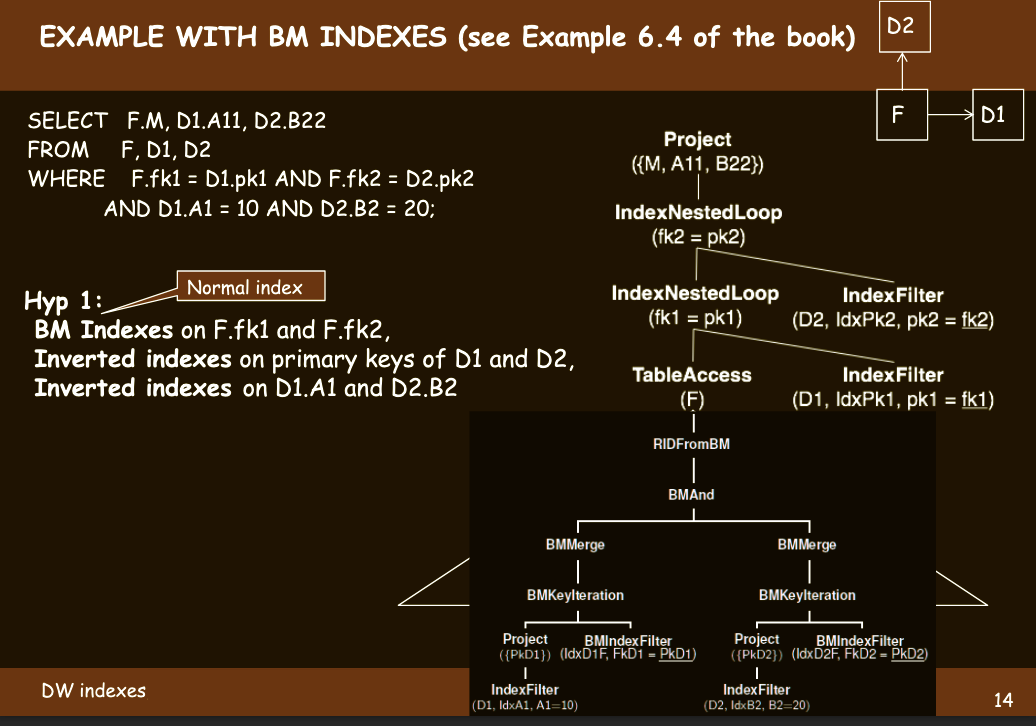 EXAMPLE WITH BM INDEXES (see Example 6.4 of the book)
D2
F
D1
SELECT F.M, D1.A11, D2.B22
FROM F, D1, D2
WHERE F.fk1 = D1.pk1 AND F.fk2 = D2.pk2
AND D1.A1 = 10 AND D2.B2 = 20;
Normal index
Hyp 1:
BM Indexes on F.fk1 and F.fk2,
Inverted indexes on primary keys of D1 and D2,
Inverted indexes on D1.A1 and D2.B2
Project
({M, A11, B22})
IndexNestedLoop
(fk2 = pk2)
IndexNestedLoop
(fk1 = pk1)
IndexFilter
(D2, IdxPk2, pk2 = fk2)
TableAccess
(F)
IndexFilter
(D1, IdxPk1, pk1 = fk1)
RIDFromBM
BMAnd
BMMerge
BMMerge
BMKeyIteration
BMKeyIteration
Project
({PkD1})
BMIndexFilter
(IdxD1F, FkD1 = PkD1)
Project
({PkD2})
BMIndexFilter
(IdxD2F, FkD2 = PkD2)
IndexFilter
(D1, IdxA1, A1=10)
IndexFilter
(D2, IdxB2, B2=20)
DW indexes
14